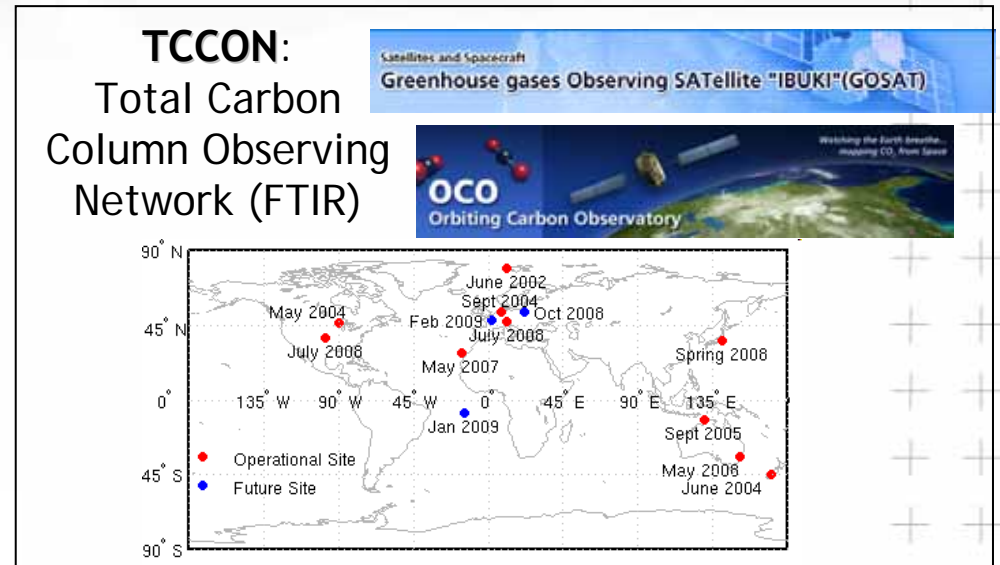 TCCON:
Total Carbon
Column Observing
Network (FTIR)
Satellites and Spacecraft
Greenhouse gases Observing SATellite "IBUKI"(GOSAT)
Watching the Earth breathe...
mapping CO₂ from Space
OCO
Orbiting Carbon Observatory
90° N
June 2002
Sept 2004
May 2004
Feb 2009
Oct 2008
45° N
July 2008
July 2008
Spring 2008
May 2007
0°
135° W
90° W
45° W
0°
45° E
90° E
135° E
Jan 2009
Sept 2005
Operational Site
May 2008
45° S
Future Site
June 2004
90° S